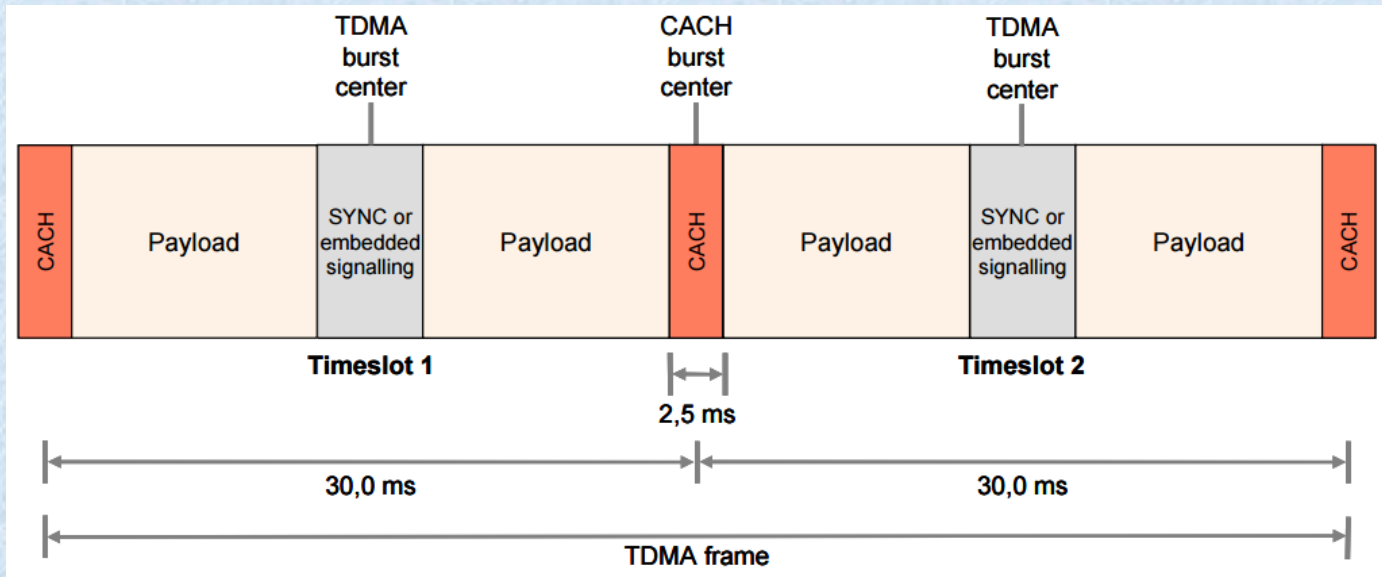 TDMA
burst
center
CACH
burst
center
TDMA
burst
center
CACH
Payload
SYNC or
embedded
signalling
Payload
CACH
Payload
SYNC or
embedded
signalling
Payload
CACH
Timeslot 1
Timeslot 2
2,5 ms
30,0 ms
30,0 ms
TDMA frame